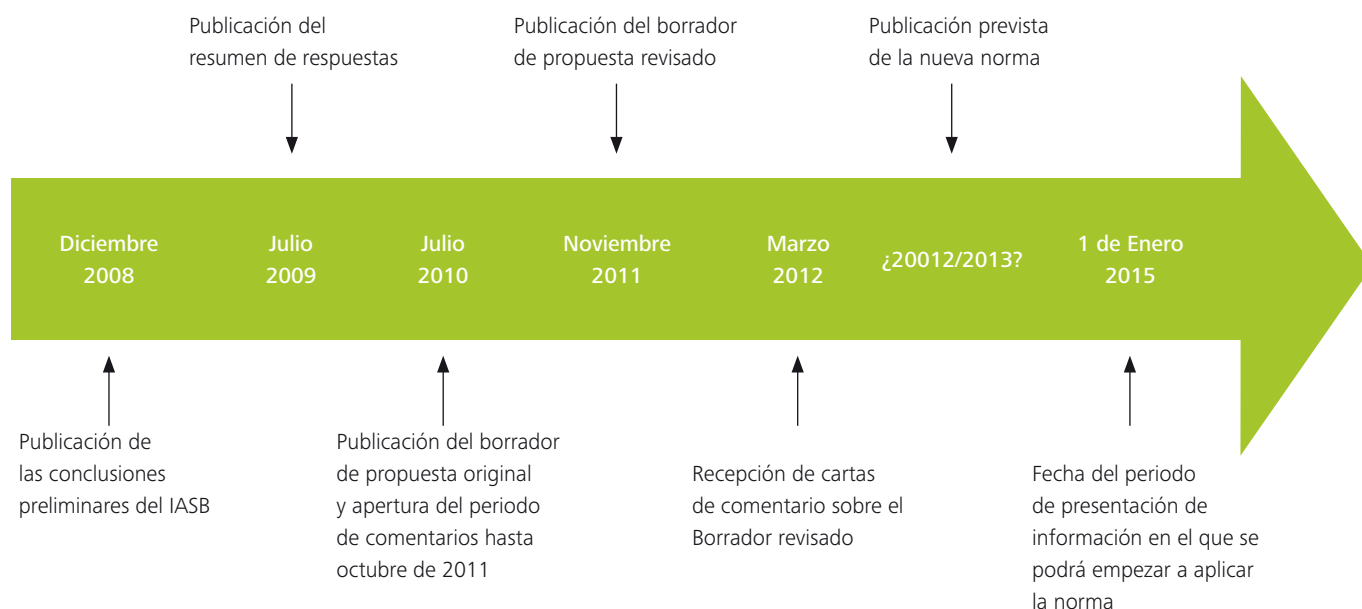 Publicación del
resumen de respuestas
Publicación del borrador
de propuesta revisado
Publicación prevista
de la nueva norma
Diciembre
2008
Julio
2009
Julio
2010
Noviembre
2011
Marzo
2012
¿20012/2013?
1 de Enero
2015
Publicación de
las conclusiones
preliminares del IASB
Publicación del borrador
de propuesta original
y apertura del periodo
de comentarios hasta
octubre de 2011
Recepción de cartas
de comentario sobre el
Borrador revisado
Fecha del periodo
de presentación de
información en el que se
podrá empezar a aplicar
la norma